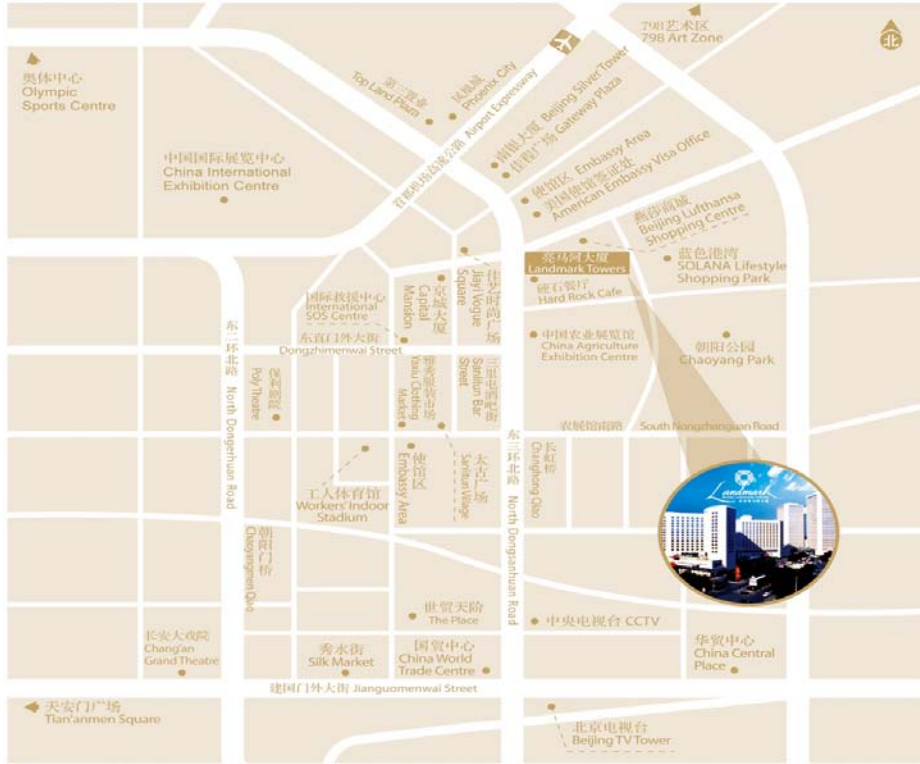 798艺术区
798 Art Zone
北
奥体中心
Olympic
Sports Centre
第三置业
Top Land Plaza
凤凰城
Phoenix City
首都机场高速公路 Airport Expressway
南银大厦 Beijing Silver Tower
佳程广场 Gateway Plaza
使馆区 Embassy Area
美国使馆签证处
American Embassy Visa Office
中国国际展览中心
China International
Exhibition Centre
燕莎商城
Beijing Lufthansa
Shopping Centre
亮马河大厦
Landmark Towers
蓝色港湾
SOLANA Lifestyle
Shopping Park
硬石餐厅
Hard Rock Cafe
佳艺时尚广场
Jiayi Vogue
Square
京城大厦
Capital
Mansion
国际救援中心
International
SOS Centre
东直门外大街
Dongzhimenwai Street
中国农业展览馆
China Agriculture
Exhibition Centre
朝阳公园
Chaoyang Park
东二环北路 North Dongerhuan Road
保利剧院
Poly Theatre
雅秀服装市场
Yaxiu Clothing
Market
三里屯酒吧街
Sanlitun Bar
Street
农展馆南路 South Nongzhanguan Road
东三环北路 North Dongsanhuan Road
长虹桥
Changhong Qiao
工人体育馆
Workers' Indoor
Stadium
使馆区
Embassy Area
太古广场
Sanlitun Village
Landmark
朝阳门桥
Chaoyangmen Qiao
世贸天阶
The Place
中央电视台 CCTV
长安大戏院
Chang'an
Grand Theatre
秀水街
Silk Market
国贸中心
China World
Trade Centre
华贸中心
China Central
Place
建国门外大街 Jianguomenwai Street
天安门广场
Tian'anmen Square
北京电视台
Beijing TV Tower